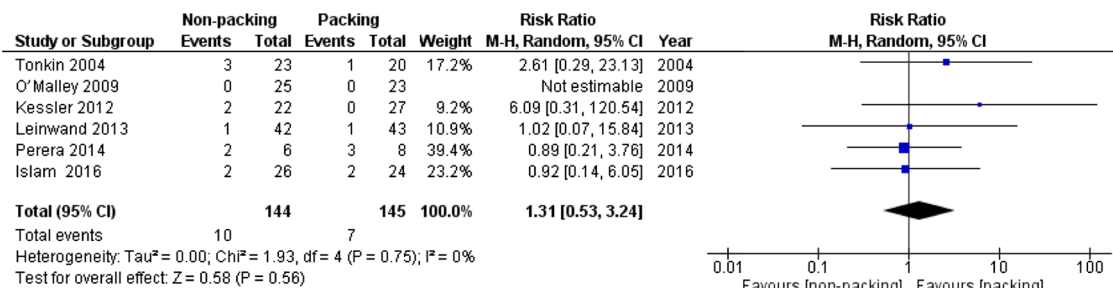 Non-packing Packing Risk Ratio Risk Ratio
Study or Subgroup Events Total Events Total Weight M-H, Random, 95% CI Year M-H, Random, 95% CI
Tonkin 2004 3 23 1 20 17.2% 2.61 [0.29, 23.13] 2004
O'Malley 2009 0 25 0 23 Not estimable 2009
Kessler 2012 2 22 0 27 9.2% 6.09 [0.31, 120.54] 2012
Leinwand 2013 1 42 1 43 10.9% 1.02 [0.07, 15.84] 2013
Perera 2014 2 6 3 8 39.4% 0.89 [0.21, 3.76] 2014
Islam 2016 2 26 2 24 23.2% 0.92 [0.14, 6.05] 2016
Total (95% CI) 144 145 100.0% 1.31 [0.53, 3.24]
Total events 10 7
Heterogeneity: Tau² = 0.00; Chi² = 1.93, df = 4 (P = 0.75); I² = 0%
Test for overall effect: Z = 0.58 (P = 0.56)
0.01 0.1 1 10 100
Favours [non-packing] Favours [packing]